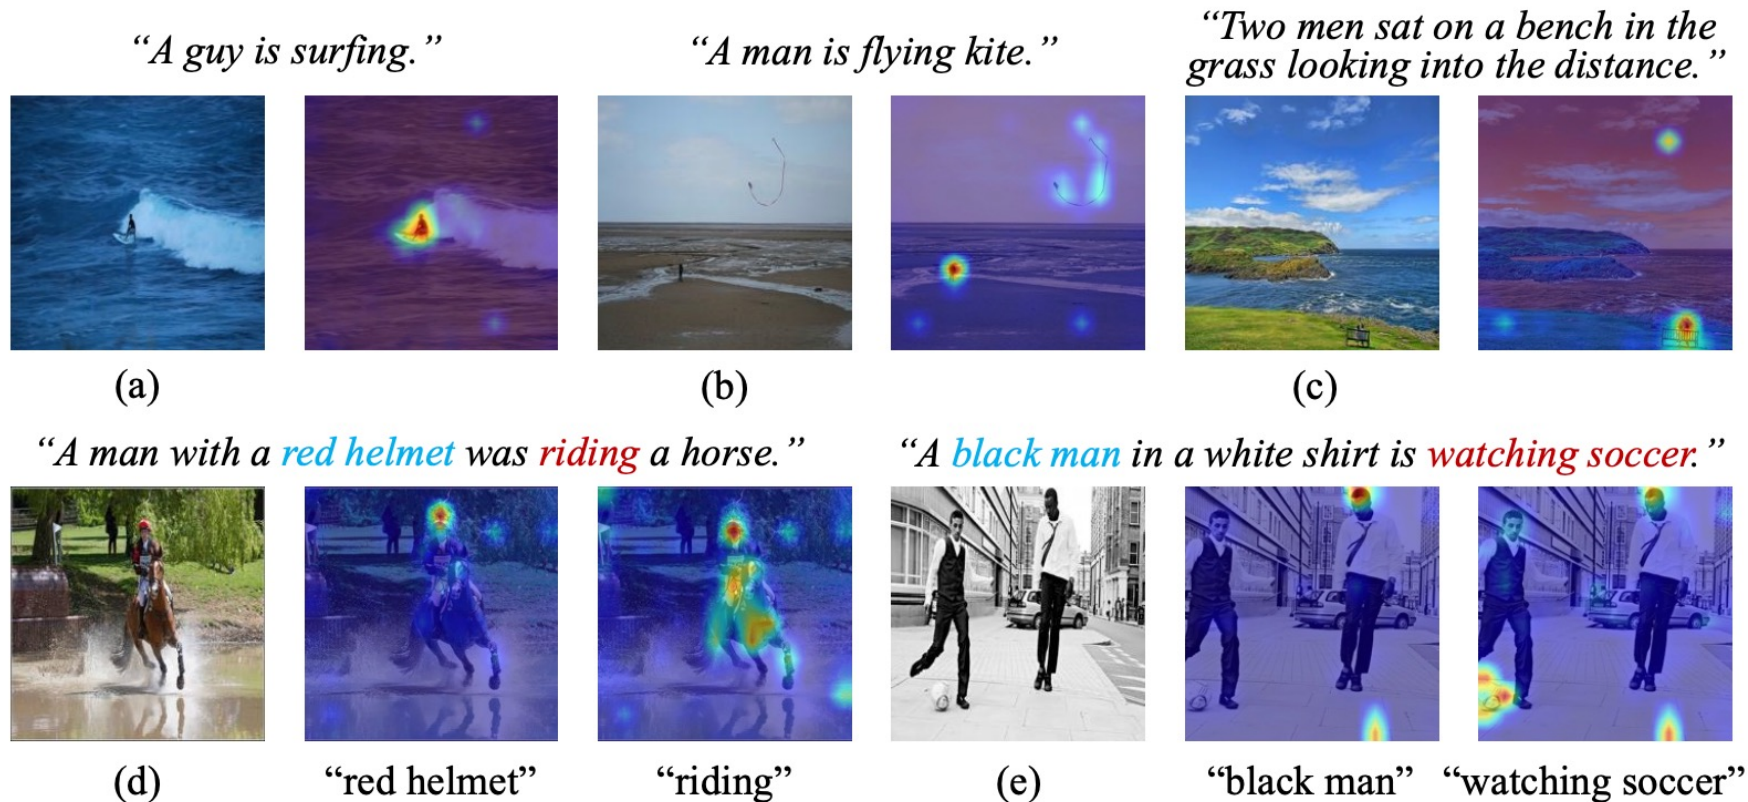 “A guy is surfing.”
“A man is flying kite.”
“Two men sat on a bench in the
grass looking into the distance.”
(a)
(b)
(c)
“A man with a red helmet was riding a horse.”
“A black man in a white shirt is watching soccer.”
(d)
“red helmet”
“riding”
(e)
“black man”
“watching soccer”